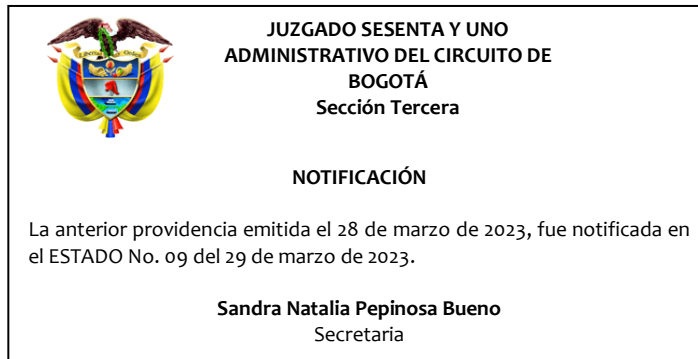 JUZGADO SESENTA Y UNO
ADMINISTRATIVO DEL CIRCUITO DE
BOGOTÁ
Sección Tercera
NOTIFICACIÓN
La anterior providencia emitida el 28 de marzo de 2023, fue notificada en
el ESTADO No. 09 del 29 de marzo de 2023.
Sandra Natalia Pepinosa Bueno
Secretaria